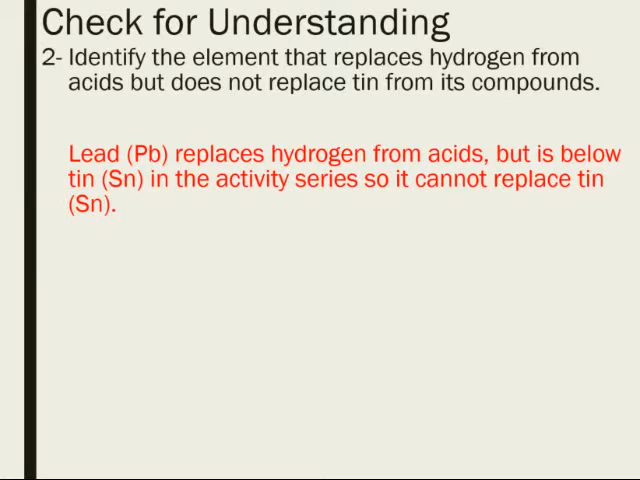 Check for Understanding
2- Identify the element that replaces hydrogen from
acids but does not replace tin from its compounds.
Lead (Pb) replaces hydrogen from acids, but is below
tin (Sn) in the activity series so it cannot replace tin
(Sn).